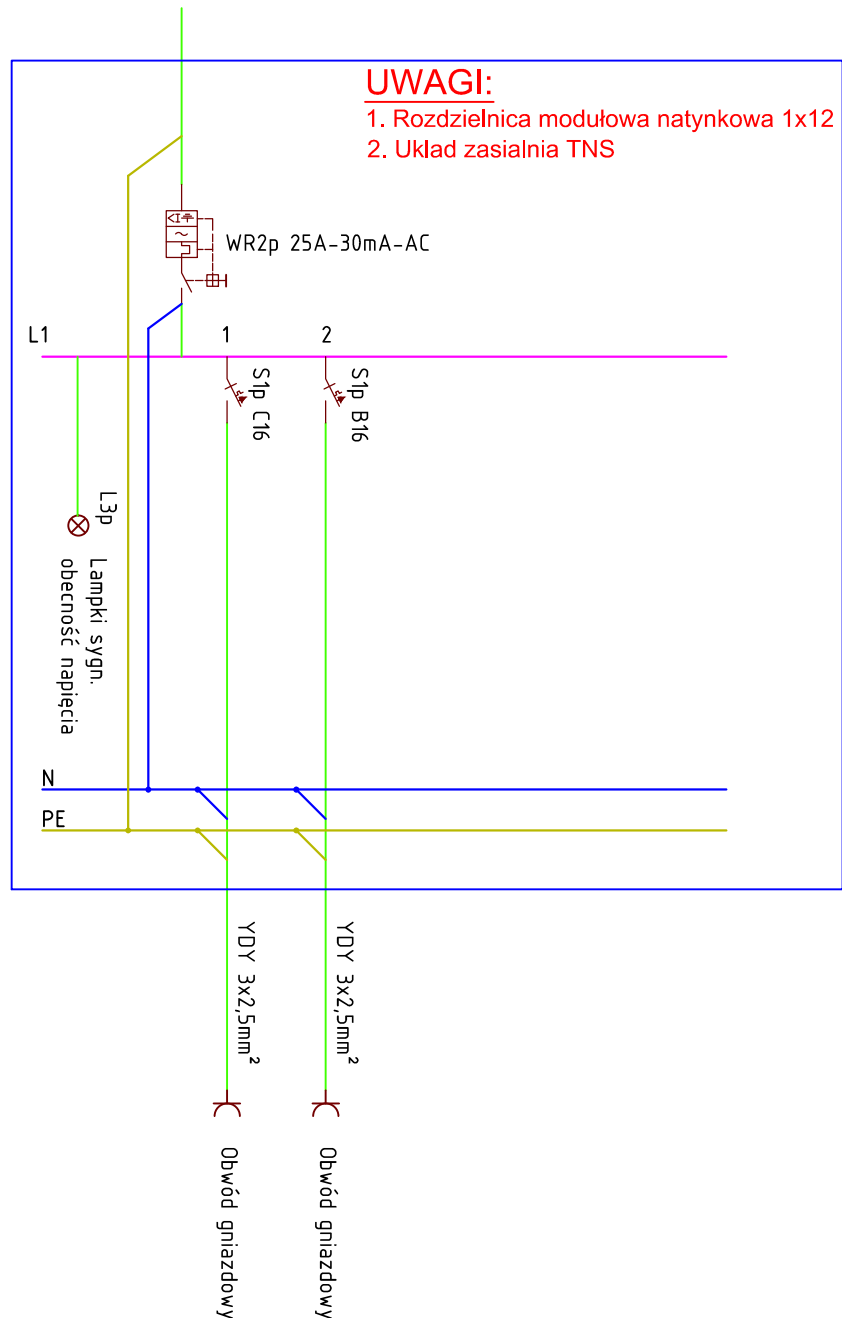 UWAGI:
1. Rozdzielnica modułowa natynkowa 1x12
2. Uklad zasialnia TNS
WR2p 25A-30mA-AC
L1
1
2
S1p C16
S1p B16
L3p
Lampki sygn.
obecność napięcia
N
PE
YDY 3x2,5mm²
YDY 3x2,5mm²
Obwód gniazdowy
Obwód gniazdowy